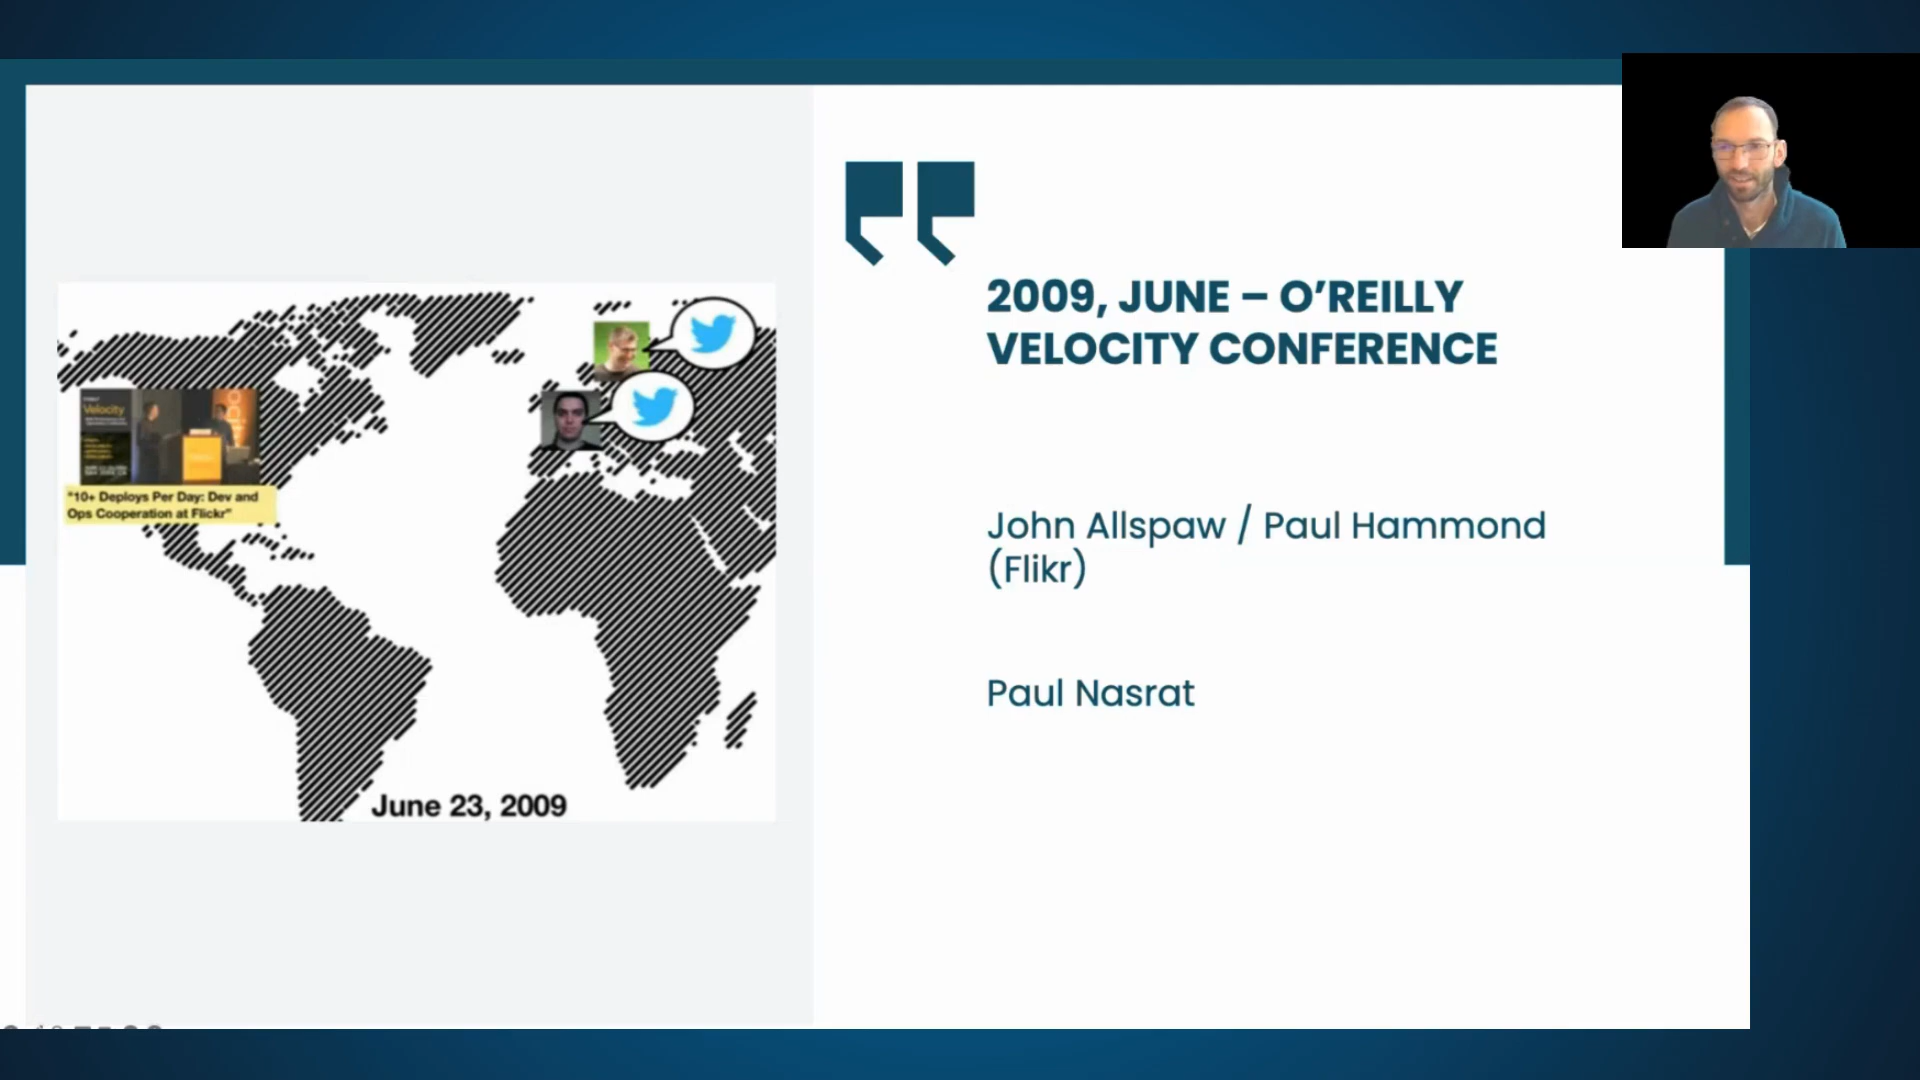 2009, JUNE – O’REILLY
VELOCITY CONFERENCE
John Allspaw / Paul Hammond
(Flikr)
Paul Nasrat
Velocity
"10+ Deploys Per Day: Dev and
Ops Cooperation at Flickr"
June 23, 2009